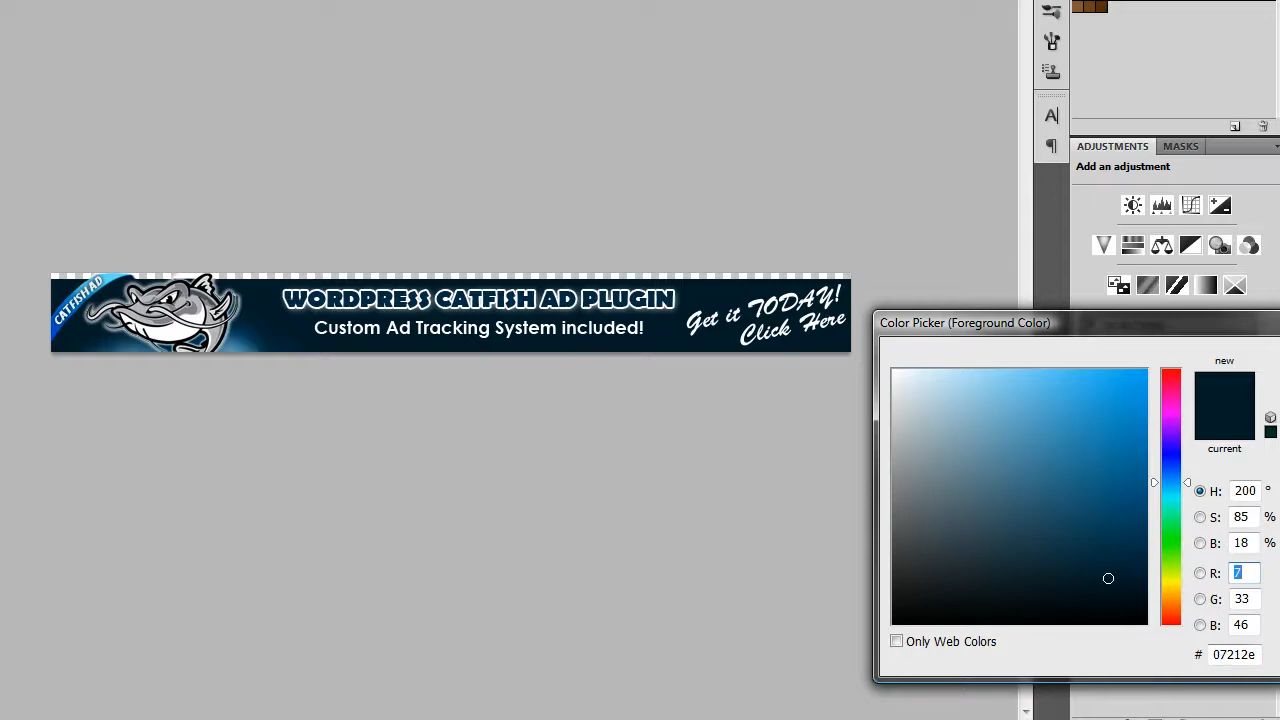 ADJUSTMENTS MASKS
Add an adjustment
CATFISH AD
WORDPRESS CATFISH AD PLUGIN
Custom Ad Tracking System included!
Get it TODAY!
Click Here
Color Picker (Foreground Color)
new
current
H: 200 °
S: 85 %
B: 18 %
R: 7
G: 33
B: 46
# 07212e
Only Web Colors